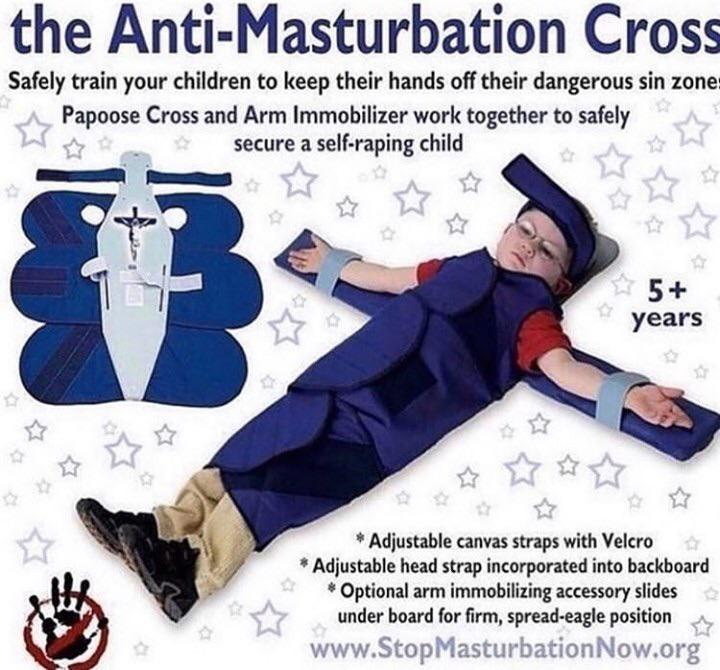 the Anti-Masturbation Cross
Safely train your children to keep their hands off their dangerous sin zones
Papoose Cross and Arm Immobilizer work together to safely
secure a self-raping child
5+
years
* Adjustable canvas straps with Velcro
* Adjustable head strap incorporated into backboard
* Optional arm immobilizing accessory slides
under board for firm, spread-eagle position
www.StopMasturbationNow.org